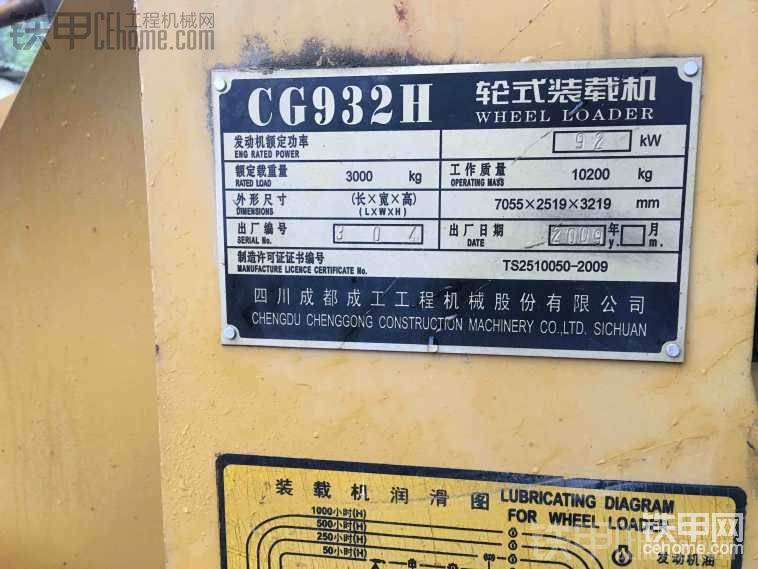 铁甲工程机械网
CEhome.com
CG932H 轮式装载机
WHEEL LOADER
发动机额定功率 92 kW
ENG RATED POWER
额定载重量 3000 kg 工作质量 10200 kg
RATED LOAD OPERATING MASS
外形尺寸 (长×宽×高) 7055×2519×3219 mm
DIMENSIONS (L×W×H)
出厂编号 304 出厂日期 2009 年 月
SERIAL No. DATE y. m.
制造许可证证书编号 TS2510050-2009
MANUFACTURE LICENCE CERTIFICATE No.
四川成都成工工程机械股份有限公司
CHENGDU CHENGGONG CONSTRUCTION MACHINERY CO.,LTD. SICHUAN
装载机润滑图 LUBRICATING DIAGRAM
FOR WHEEL LOADER
1000小时(H)
500小时(H)
250小时(H)
50小时(H)
发动机油
铁甲网
cehome.com